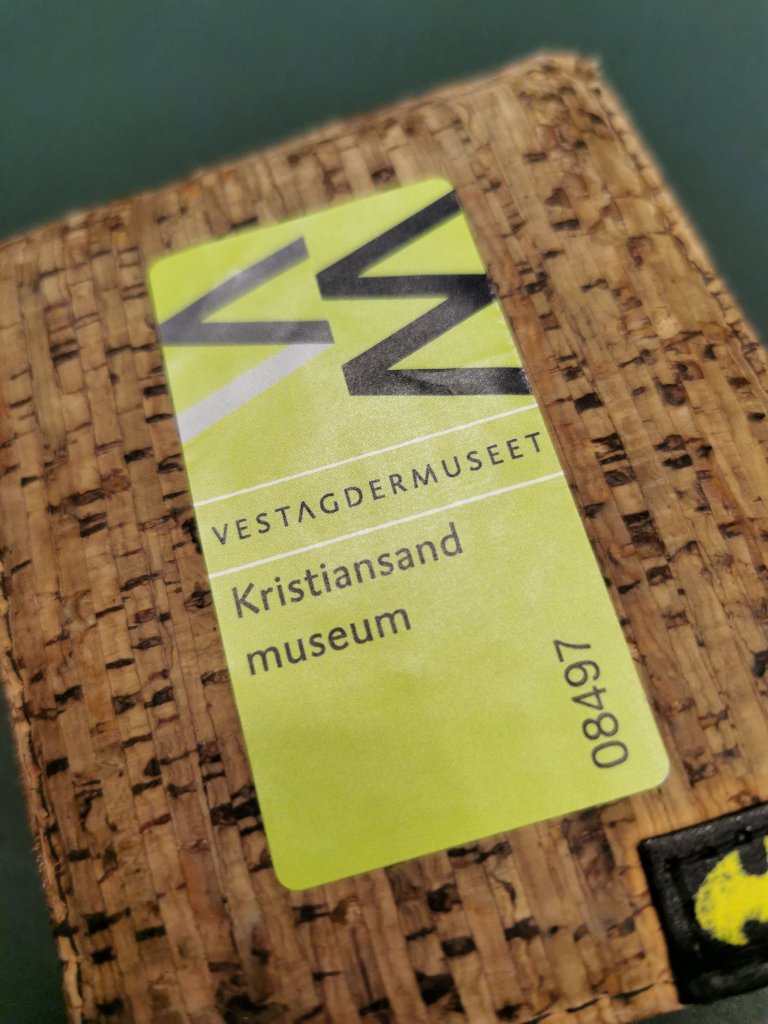 VESTAGDERMUSEET
Kristiansand
museum
08497